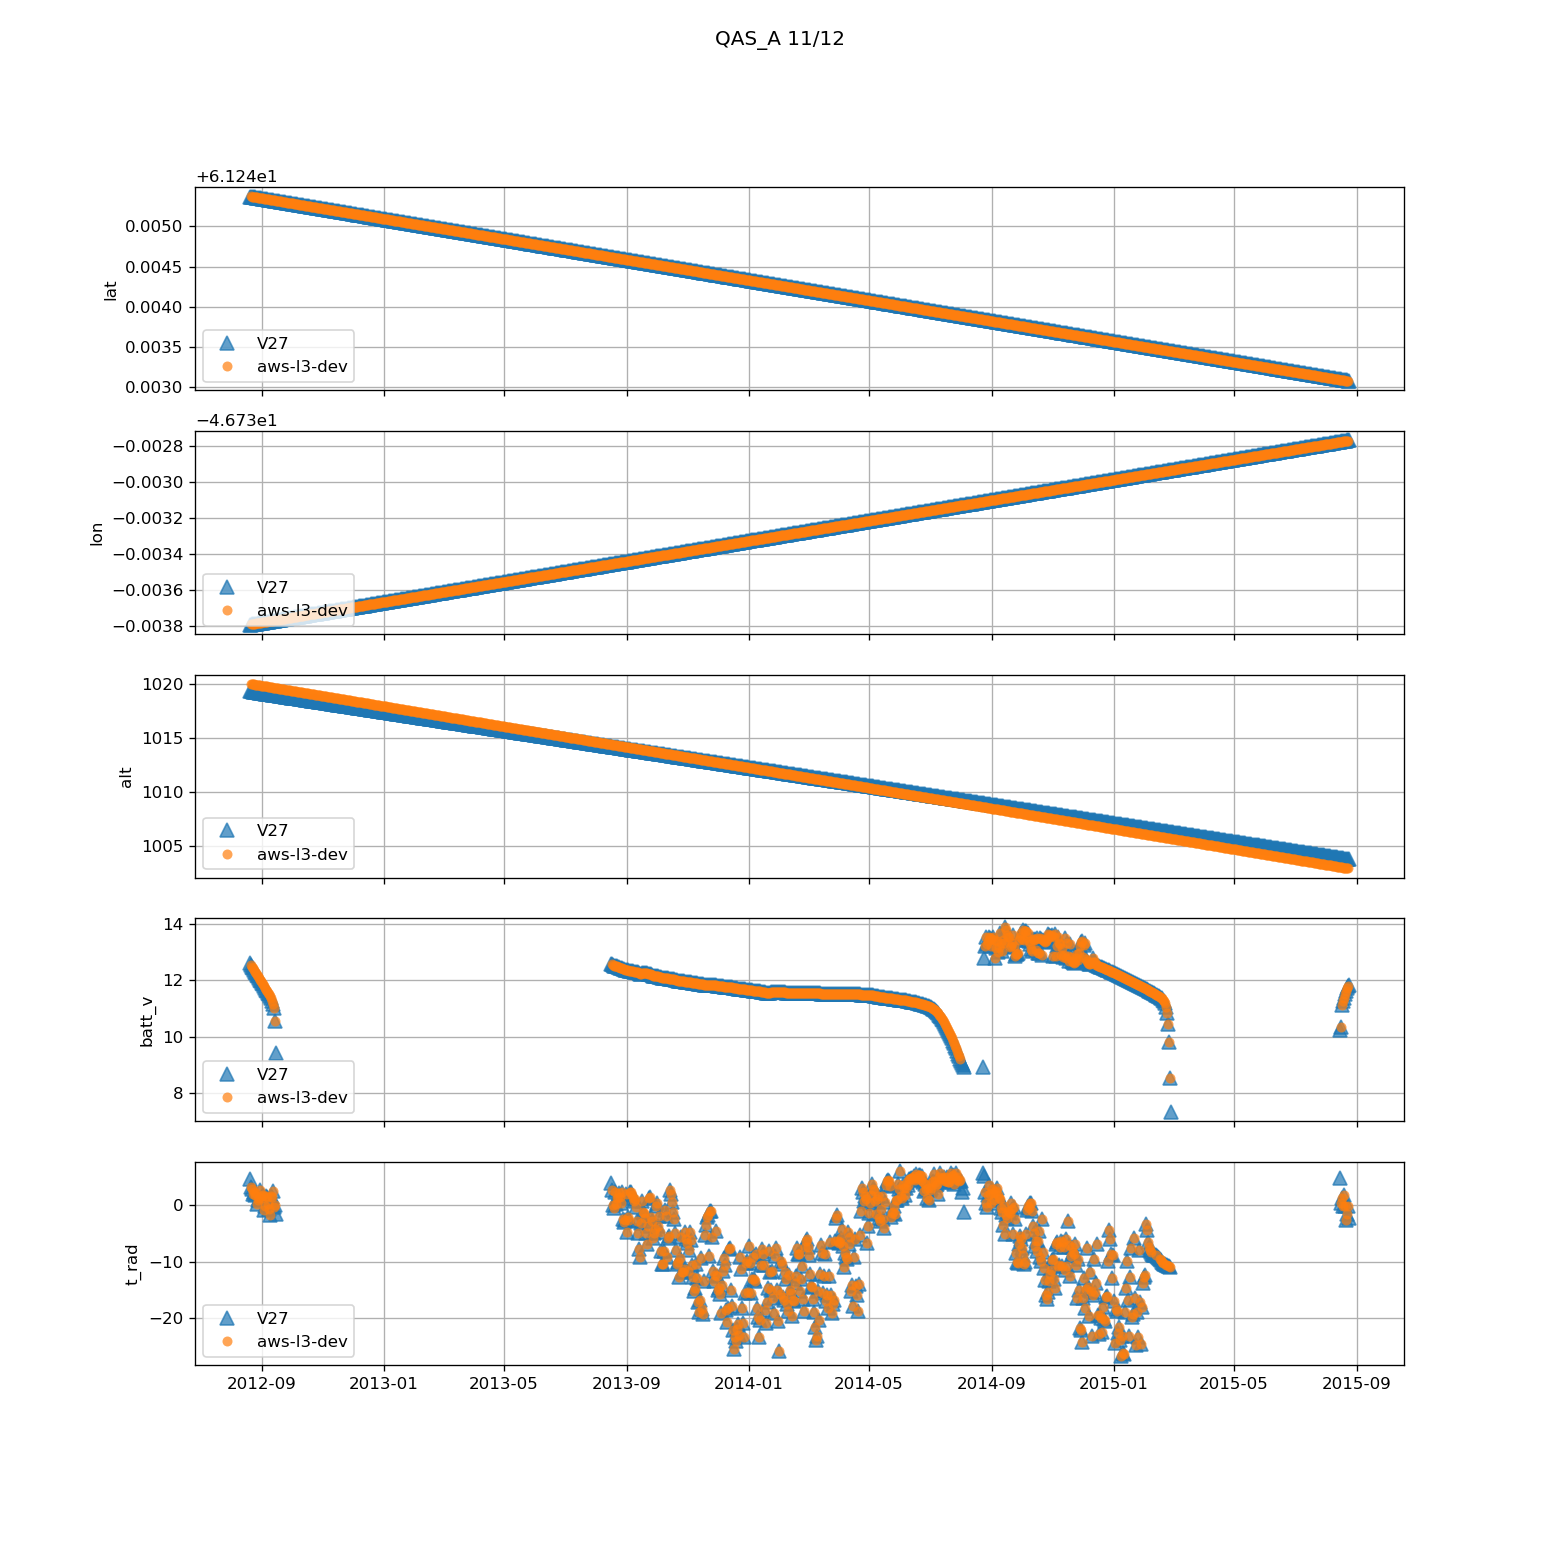 QAS_A 11/12
+6.124e1
0.0050
0.0045
0.0040
0.0035
0.0030
lat
V27
aws-l3-dev
−4.673e1
−0.0028
−0.0030
−0.0032
−0.0034
−0.0036
−0.0038
lon
V27
aws-l3-dev
1020
1015
1010
1005
alt
V27
aws-l3-dev
14
12
10
8
batt_v
V27
aws-l3-dev
0
−10
−20
t_rad
V27
aws-l3-dev
2012-09 2013-01 2013-05 2013-09 2014-01 2014-05 2014-09 2015-01 2015-05 2015-09